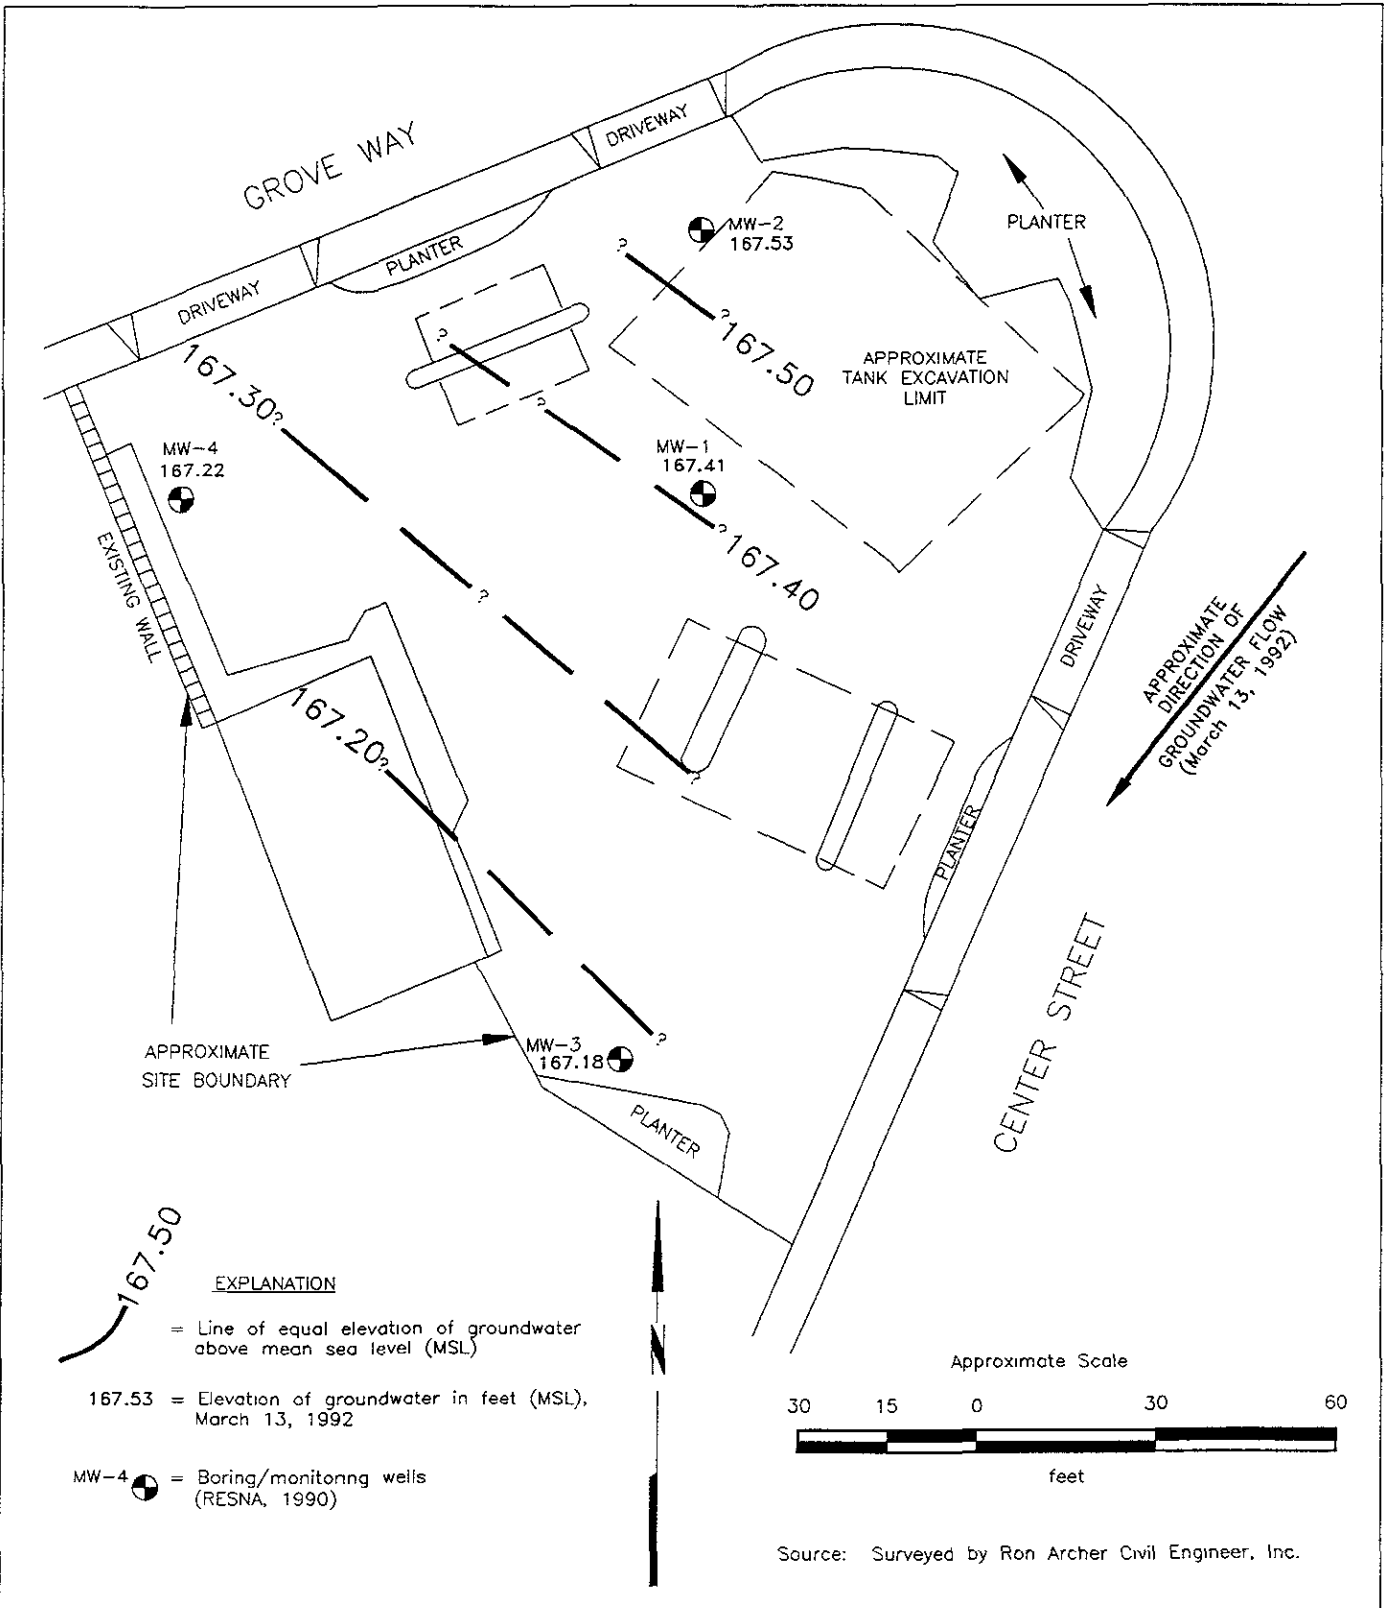 GROVE WAY
DRIVEWAY
PLANTER
DRIVEWAY
PLANTER
MW-2
167.53
?
?
167.50
APPROXIMATE
TANK EXCAVATION
LIMIT
?
?
167.30?
MW-4
167.22
MW-1
167.41
?
167.40
?
EXISTING WALL
DRIVEWAY
APPROXIMATE
DIRECTION OF
GROUNDWATER FLOW
(March 13, 1992)
167.20?
?
PLANTER
CENTER STREET
APPROXIMATE
SITE BOUNDARY
MW-3
167.18
?
PLANTER
167.50
EXPLANATION
= Line of equal elevation of groundwater
above mean sea level (MSL)
167.53 = Elevation of groundwater in feet (MSL),
March 13, 1992
MW-4 = Boring/monitoring wells
(RESNA, 1990)
N
Approximate Scale
30 15 0 30 60
feet
Source: Surveyed by Ron Archer Civil Engineer, Inc.